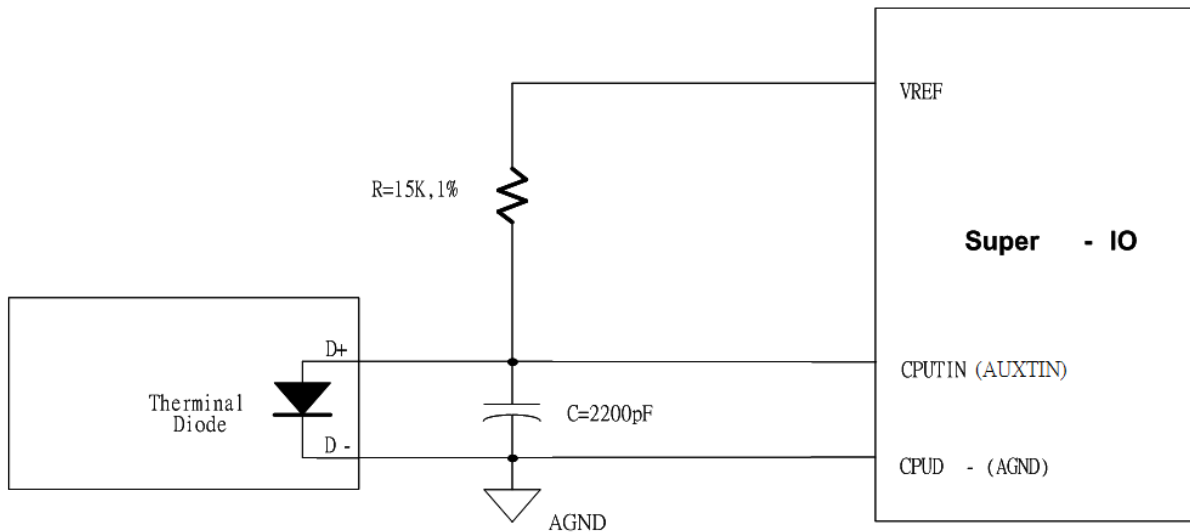 VREF
R=15K,1%
Super - IO
D+
CPUTIN (AUXTIN)
Therminal
Diode
C=2200pF
D -
CPUD - (AGND)
AGND